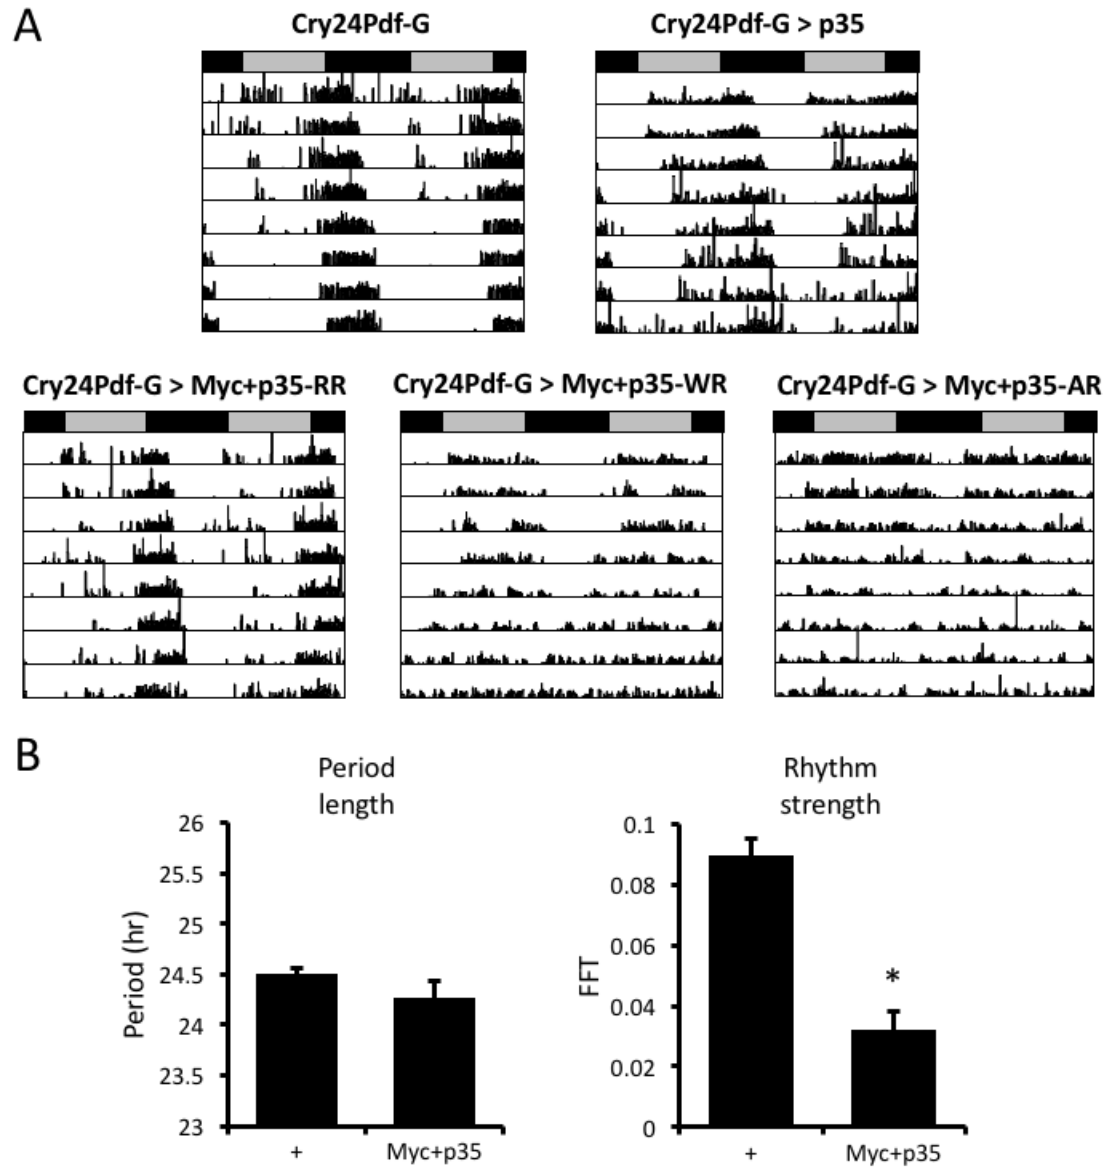 A
Cry24Pdf-G
Cry24Pdf-G > p35
Cry24Pdf-G > Myc+p35-RR
Cry24Pdf-G > Myc+p35-WR
Cry24Pdf-G > Myc+p35-AR
B
Period
length
26
25.5
25
24.5
24
23.5
23
Period (hr)
+
Myc+p35
Rhythm
strength
0.1
0.08
0.06
0.04
0.02
0
FFT
*
+
Myc+p35